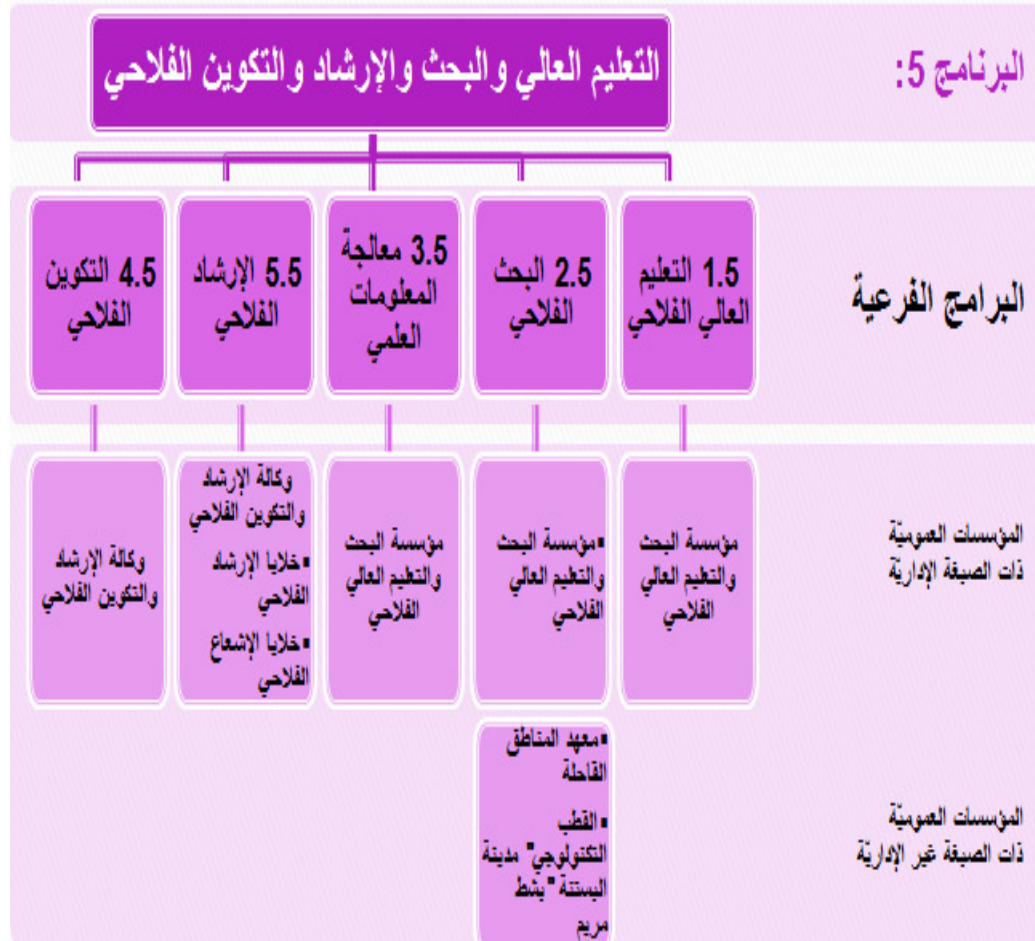 البرنامج 5:
التعليم العالي والبحث والإرشاد والتكوين الفلاحي
البرامج الفرعية
1.5 التعليم
العالي الفلاحي
2.5 البحث
الفلاحي
3.5 معالجة
المعلومات
العلمي
5.5 الإرشاد
الفلاحي
4.5 التكوين
الفلاحي
المؤسسات العموميّة
ذات الصبغة الإداريّة
مؤسسة البحث
والتعليم العالي
الفلاحي
▪مؤسسة البحث
والتعليم العالي
الفلاحي
مؤسسة البحث
والتعليم العالي
الفلاحي
وكالة الإرشاد
والتكوين الفلاحي
▪خلايا الإرشاد
الفلاحي
▪خلايا الإشعاع
الفلاحي
وكالة الإرشاد
والتكوين الفلاحي
المؤسسات العموميّة
ذات الصبغة غير الإداريّة
▪معهد المناطق
القاحلة
▪القطب
التكنولوجي" مدينة
البستنة "بشط
مريم